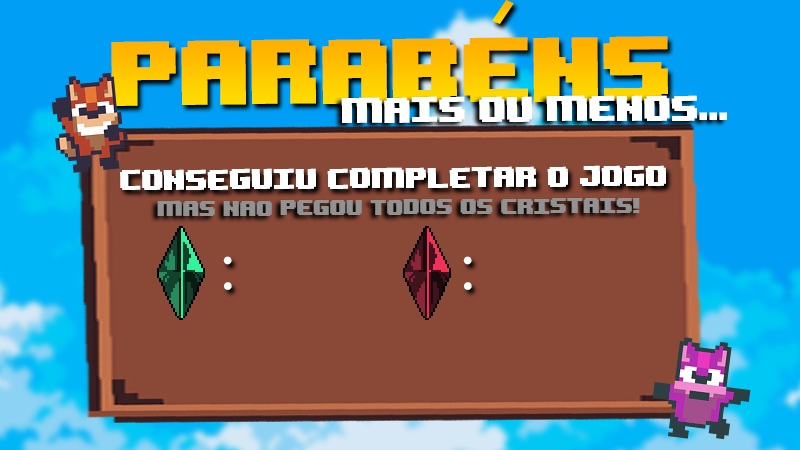 PARABÉNS
MAIS OU MENOS...
CONSEGUIU COMPLETAR O JOGO
MAS NAO PEGOU TODOS OS CRISTAIS!
: :